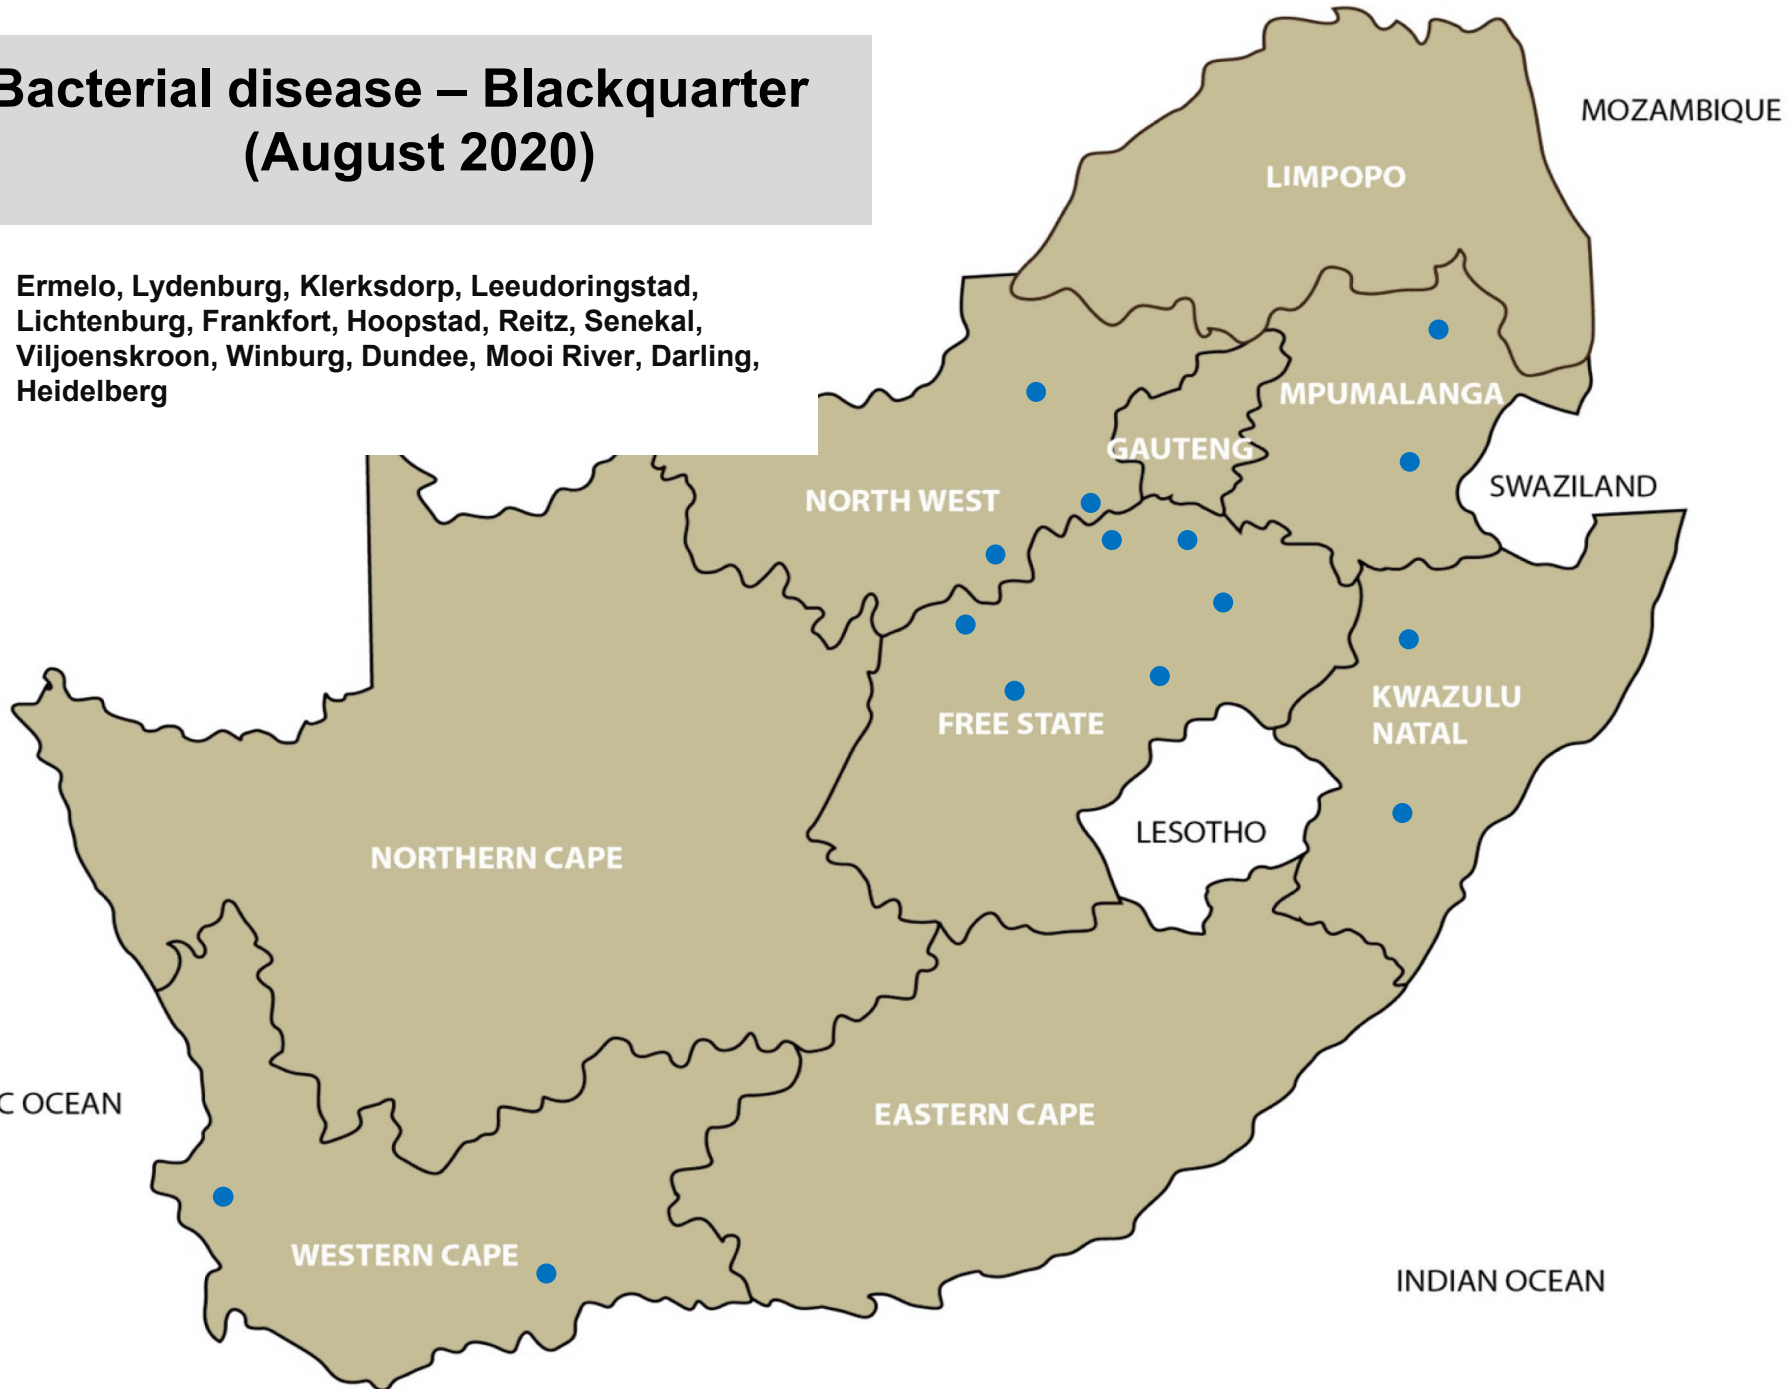 Bacterial disease – Blackquarter
(August 2020)
Ermelo, Lydenburg, Klerksdorp, Leeudoringstad,
Lichtenburg, Frankfort, Hoopstad, Reitz, Senekal,
Viljoenskroon, Winburg, Dundee, Mooi River, Darling,
Heidelberg
MOZAMBIQUE
LIMPOPO
MPUMALANGA
GAUTENG
SWAZILAND
NORTH WEST
KWAZULU
NATAL
FREE STATE
LESOTHO
NORTHERN CAPE
C OCEAN
EASTERN CAPE
WESTERN CAPE
INDIAN OCEAN